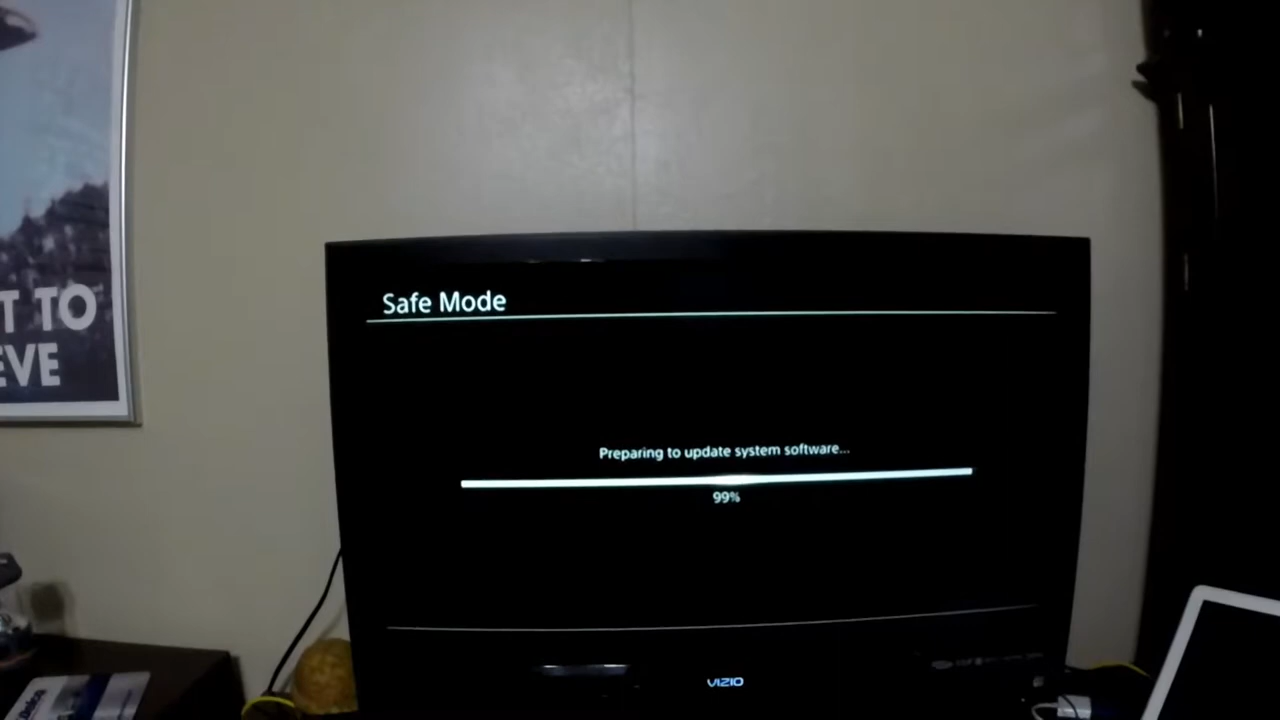 T TO
EVE
Safe Mode
Preparing to update system software...
99%
VIZIO